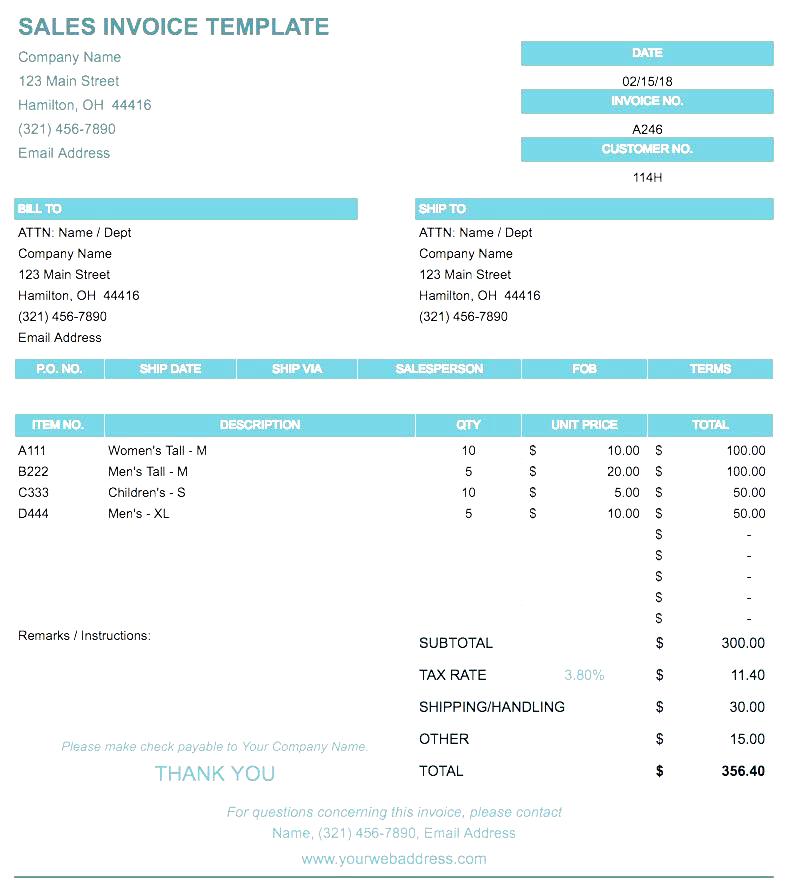 SALES INVOICE TEMPLATE
Company Name
123 Main Street
Hamilton, OH 44416
(321) 456-7890
Email Address
DATE
02/15/18
INVOICE NO.
A246
CUSTOMER NO.
114H
BILL TO
ATTN: Name / Dept
Company Name
123 Main Street
Hamilton, OH 44416
(321) 456-7890
Email Address
SHIP TO
ATTN: Name / Dept
Company Name
123 Main Street
Hamilton, OH 44416
(321) 456-7890
P.O. NO. SHIP DATE SHIP VIA SALESPERSON FOB TERMS
ITEM NO. DESCRIPTION QTY UNIT PRICE TOTAL
A111 Women's Tall - M 10 $ 10.00 $ 100.00
B222 Men's Tall - M 5 $ 20.00 $ 100.00
C333 Children's - S 10 $ 5.00 $ 50.00
D444 Men's - XL 5 $ 10.00 $ 50.00
$ -
$ -
$ -
$ -
$ -
Remarks / Instructions:
SUBTOTAL $ 300.00
TAX RATE 3.80% $ 11.40
SHIPPING/HANDLING $ 30.00
OTHER $ 15.00
Please make check payable to Your Company Name.
THANK YOU
TOTAL $ 356.40
For questions concerning this invoice, please contact
Name, (321) 456-7890, Email Address
www.yourwebaddress.com